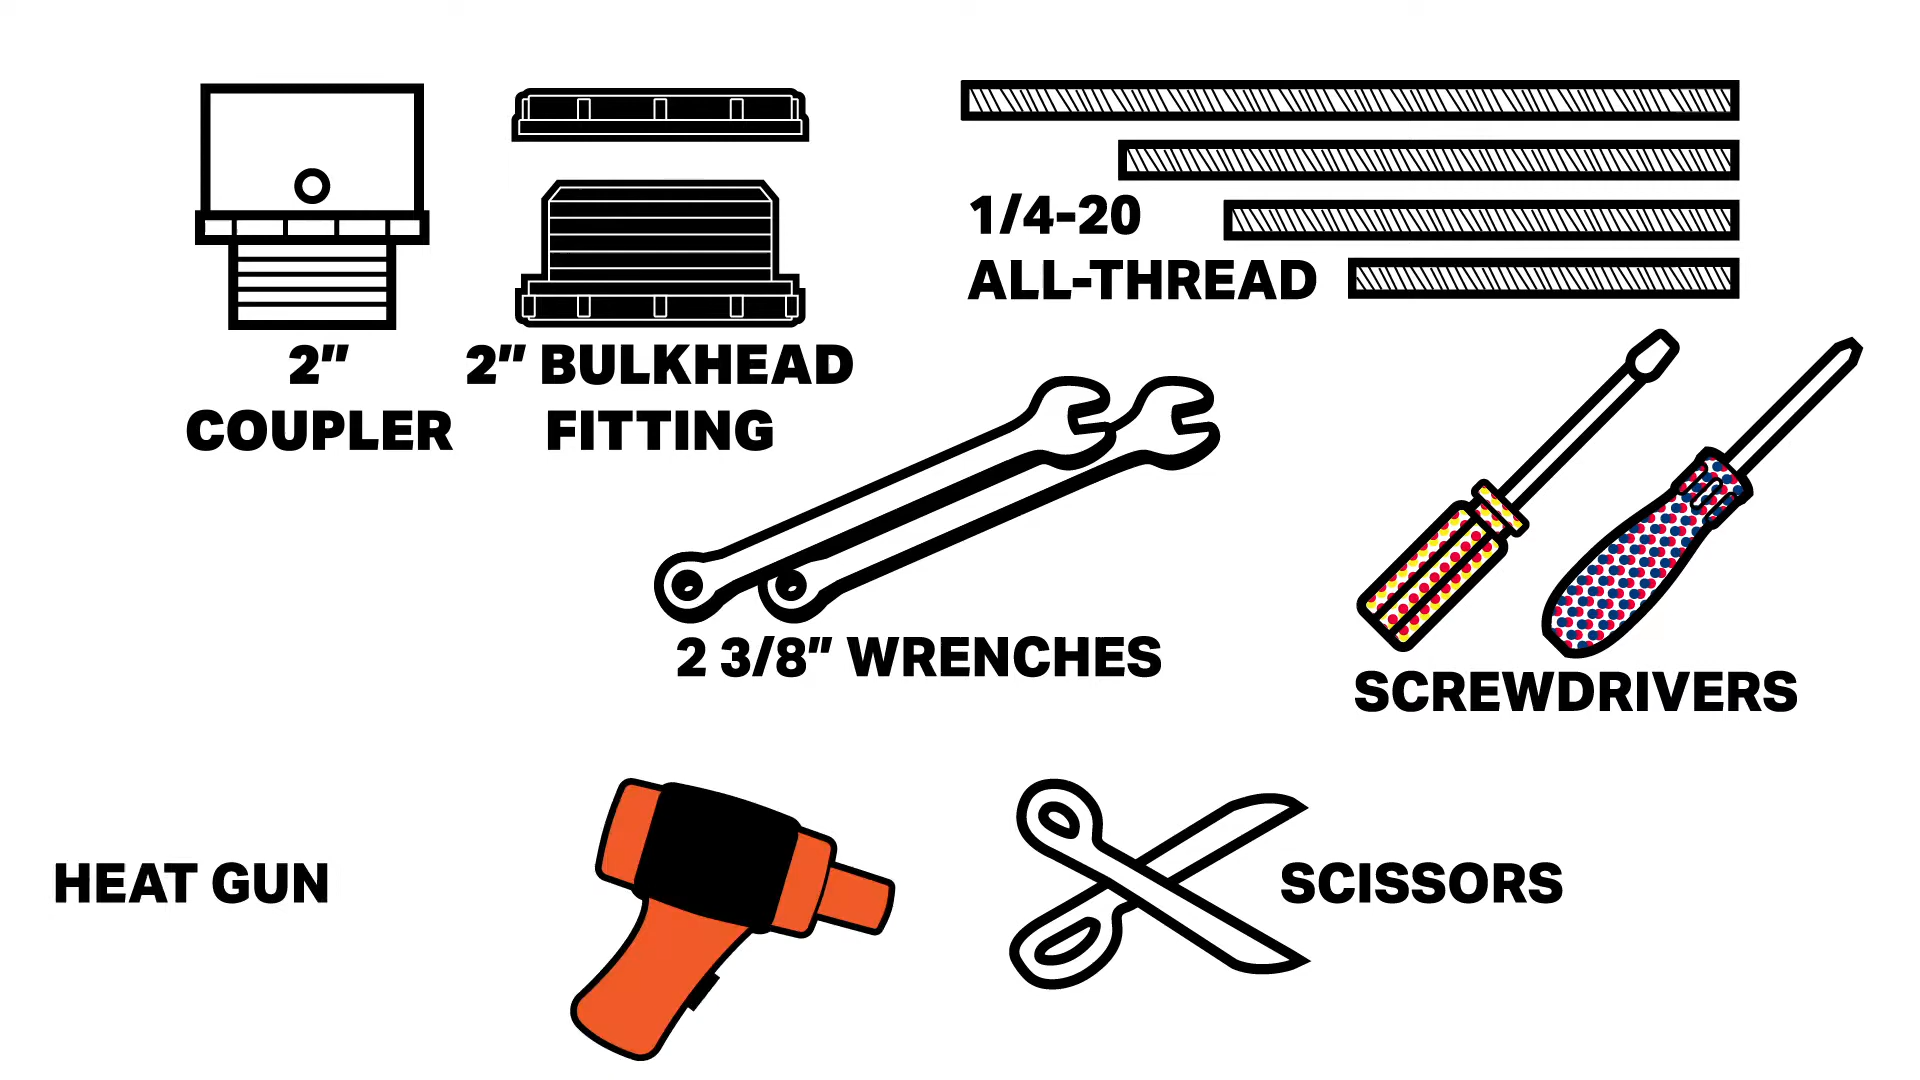 2″
COUPLER
2″ BULKHEAD
FITTING
1/4-20
ALL-THREAD
2 3/8″ WRENCHES
SCREWDRIVERS
HEAT GUN
SCISSORS